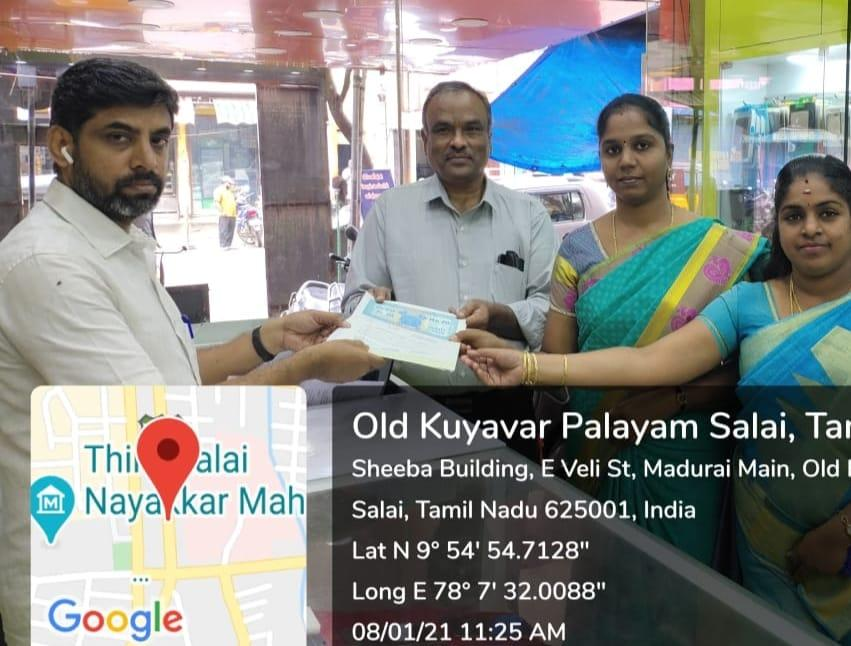 Thi
alai
Nayakkar Mah
Google
Old Kuyavar Palayam Salai, Tar
Sheeba Building, E Veli St, Madurai Main, Old
Salai, Tamil Nadu 625001, India
Lat N 9° 54' 54.7128"
Long E 78° 7' 32.0088"
08/01/21 11:25 AM